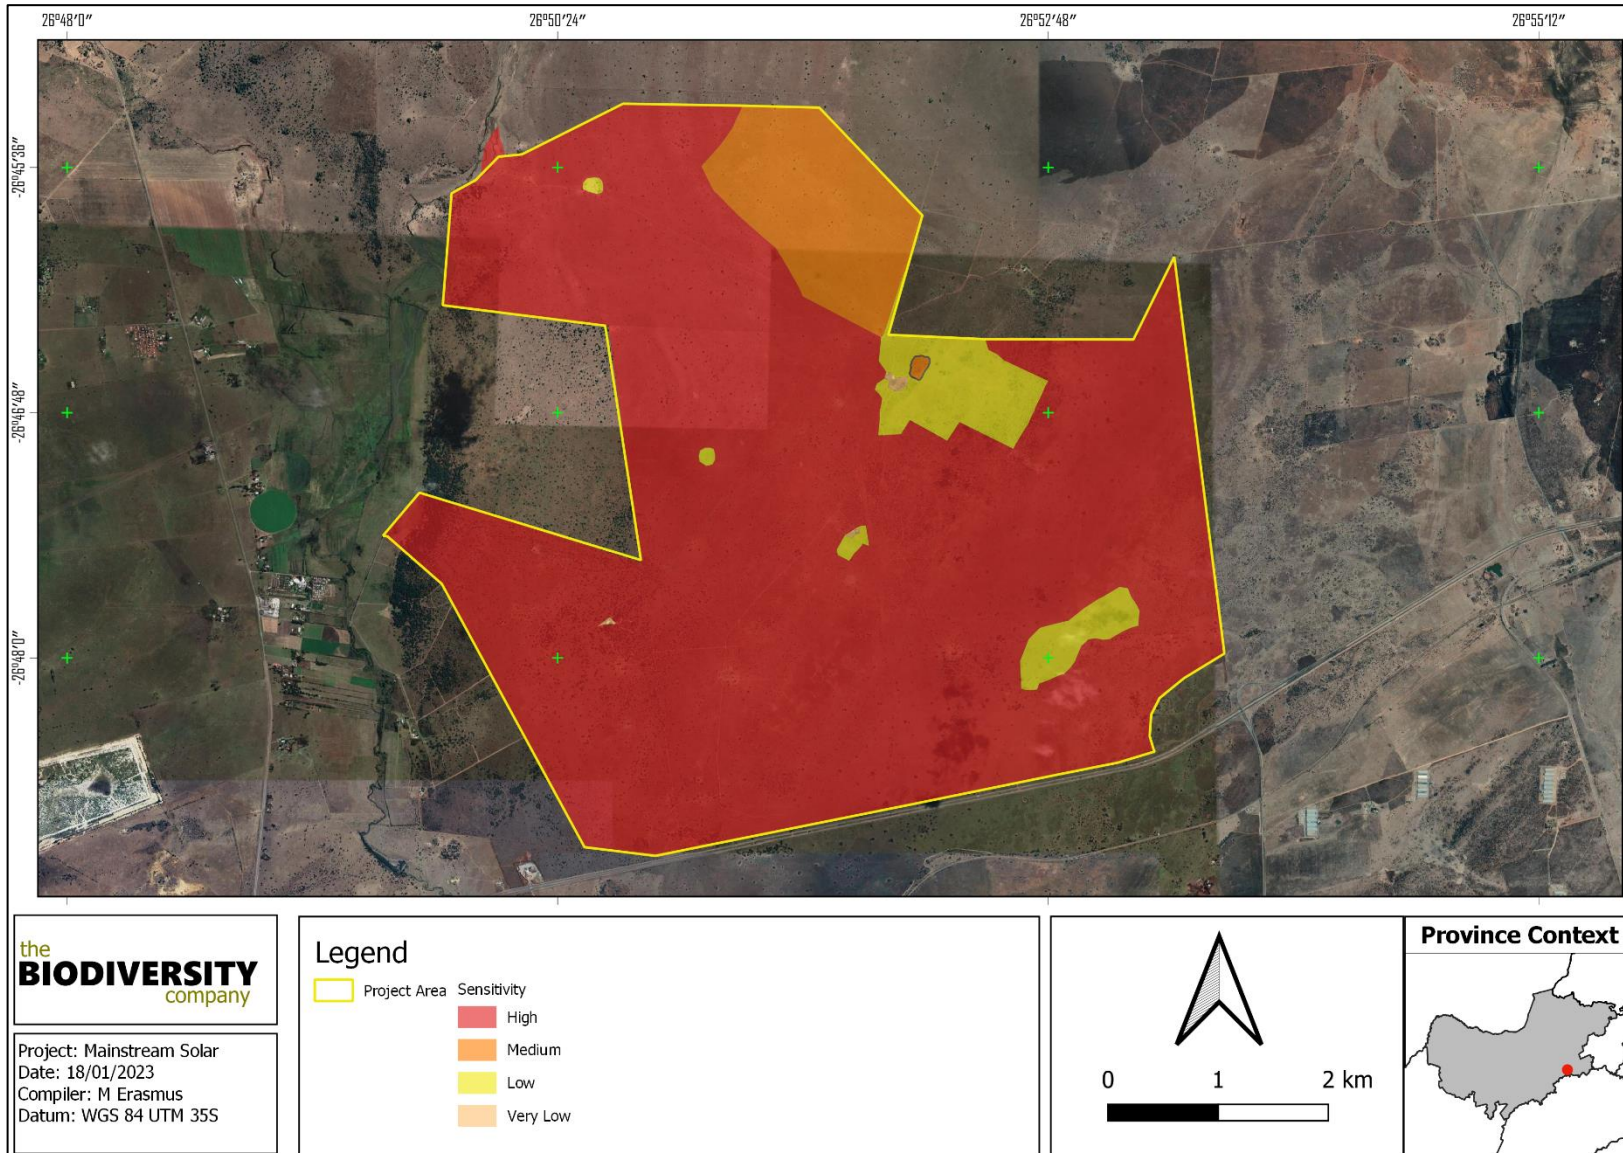 26°48′0″
26°50′24″
26°52′48″
26°55′12″
-26°45′36″
-26°46′48″
-26°48′0″
the
BIODIVERSITY
company
Project: Mainstream Solar
Date: 18/01/2023
Compiler: M Erasmus
Datum: WGS 84 UTM 35S
Legend
Project Area
Sensitivity
High
Medium
Low
Very Low
0 1 2 km
Province Context